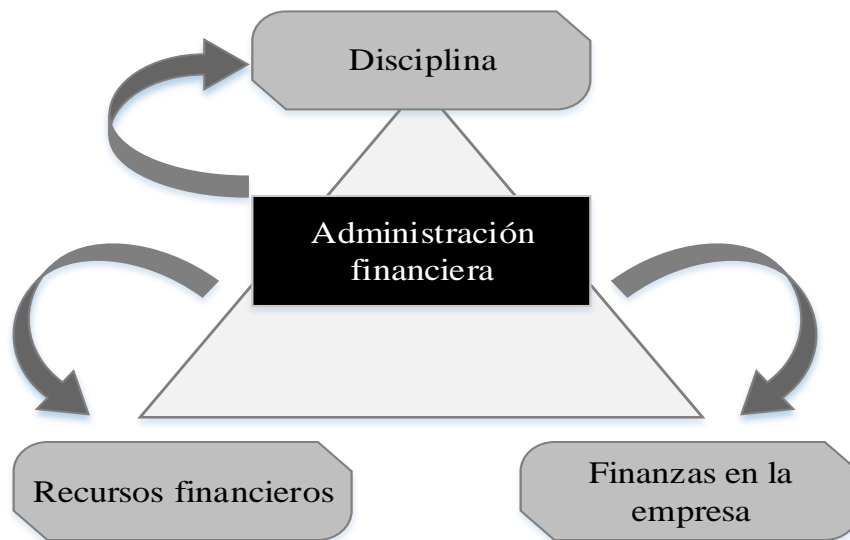 Disciplina
Administración
financiera
Recursos financieros
Finanzas en la
empresa